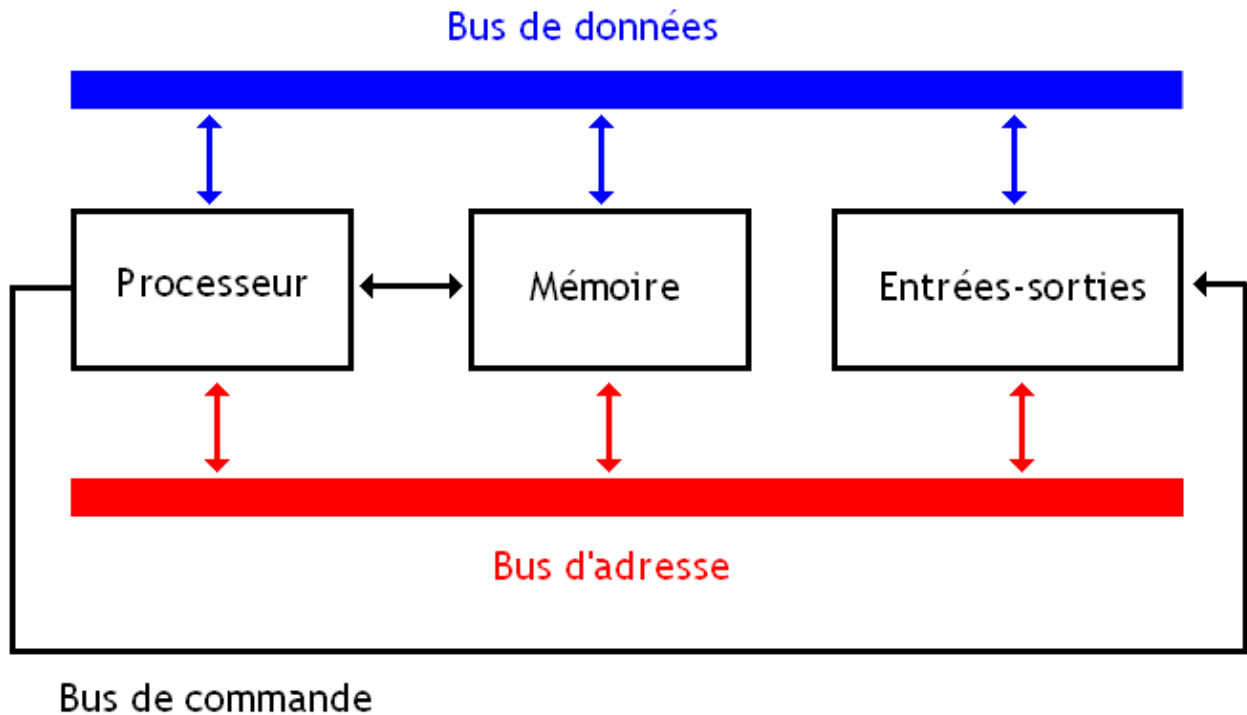 Bus de données
Processeur
Mémoire
Entrées-sorties
Bus d'adresse
Bus de commande